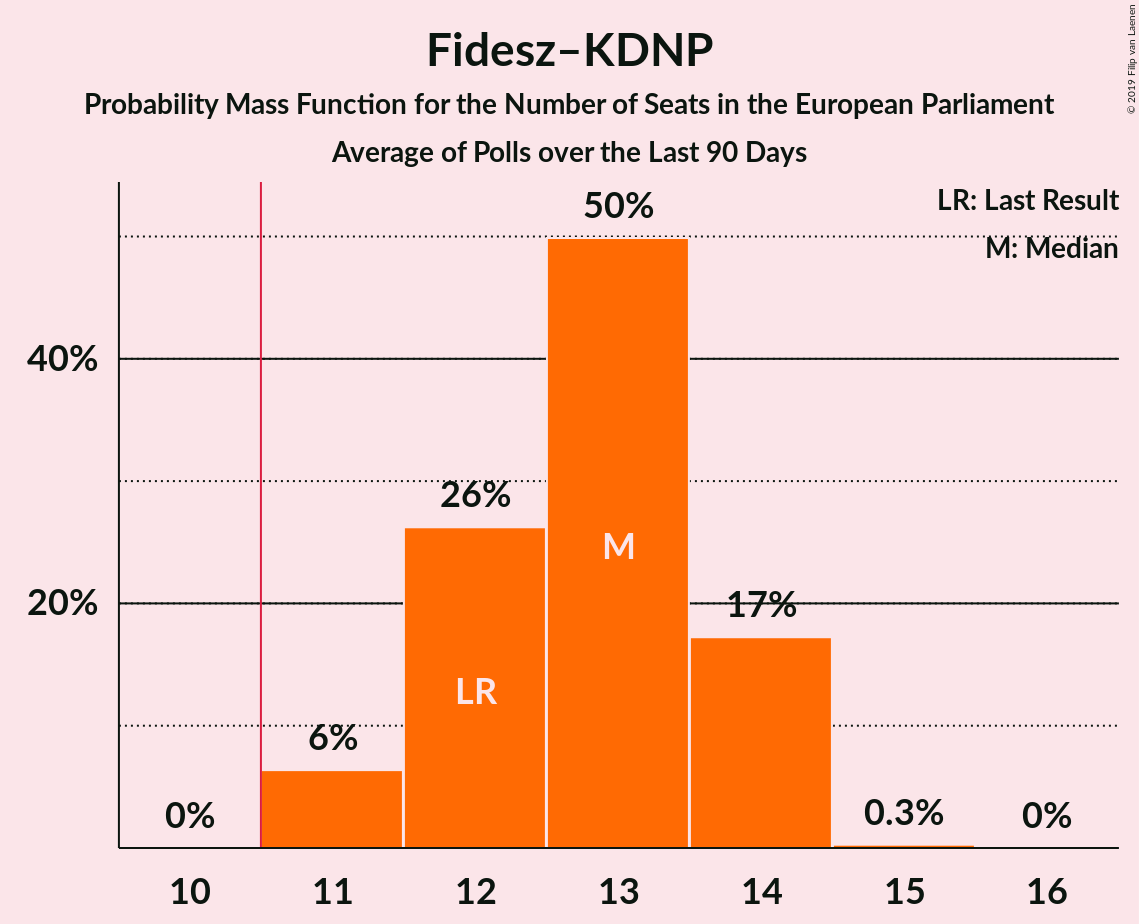 Fidesz–KDNP
Probability Mass Function for the Number of Seats in the European Parliament
Average of Polls over the Last 90 Days
© 2019 Filip van Laenen
LR: Last Result
M: Median
50%
40%
26%
M
20%
17%
LR
6%
0%
0.3%
0%
10 11 12 13 14 15 16